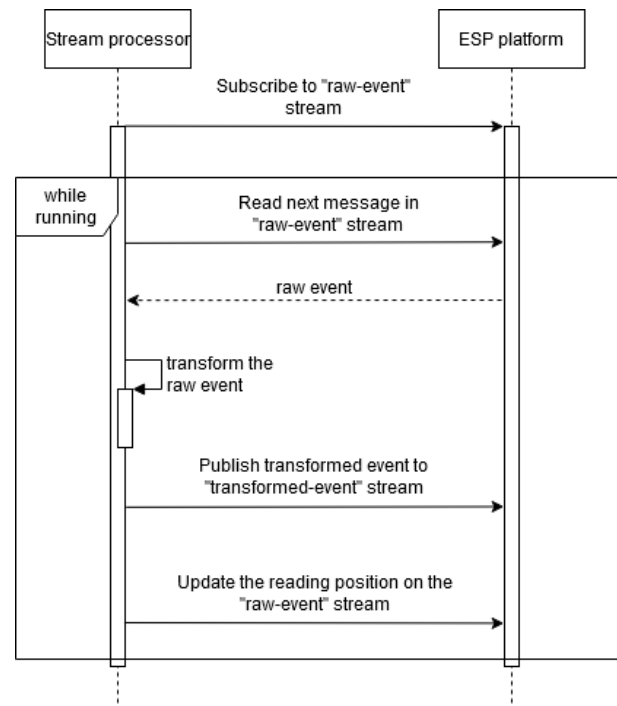 Stream processor
ESP platform
Subscribe to "raw-event"
stream
while
running
Read next message in
"raw-event" stream
raw event
transform the
raw event
Publish transformed event to
"transformed-event" stream
Update the reading position on the
"raw-event" stream